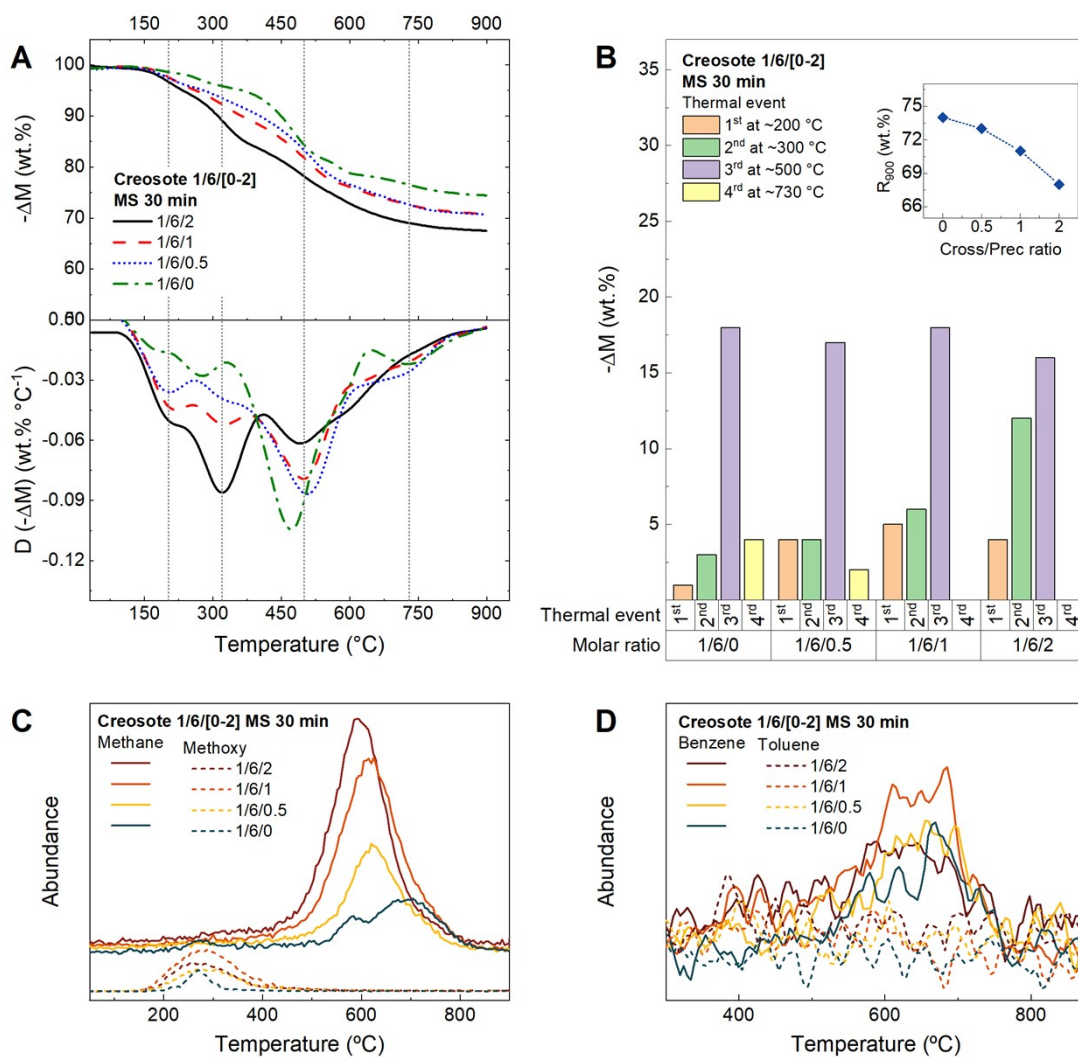 A
150 320 450 600 750 900
100
90
80
70
60
-ΔM (wt.%)
Creosote 1/6/[0-2]
MS 30 min
1/6/2
1/6/1
1/6/0.5
1/6/0
-0.03
-0.06
-0.09
-0.12
D (-ΔM) (wt.% °C⁻¹)
150 320 450 600 750 900
Temperature (°C)
B
Creosote 1/6/[0-2]
MS 30 min
Thermal event
1st at ~200 °C
2nd at ~300 °C
3rd at ~500 °C
4rd at ~730 °C
75
72
69
66
R900 (wt.%)
0 0.5 1 2
Cross/Prec ratio
35
30
25
20
15
10
5
-ΔM (wt.%)
Thermal event 1st 2nd 3rd 4rd 1st 2nd 3rd 4rd 1st 2nd 3rd 4rd 1st 2nd 3rd 4rd
Molar ratio 1/6/0 1/6/0.5 1/6/1 1/6/2
C
Creosote 1/6/[0-2] MS 30 min
Methane Methoxy
1/6/2
1/6/1
1/6/0.5
1/6/0
Abundance
200 400 600 800
Temperature (ºC)
D
Creosote 1/6/[0-2] MS 30 min
Benzene Toluene
1/6/2
1/6/1
1/6/0.5
1/6/0
Abundance
400 600 800
Temperature (ºC)